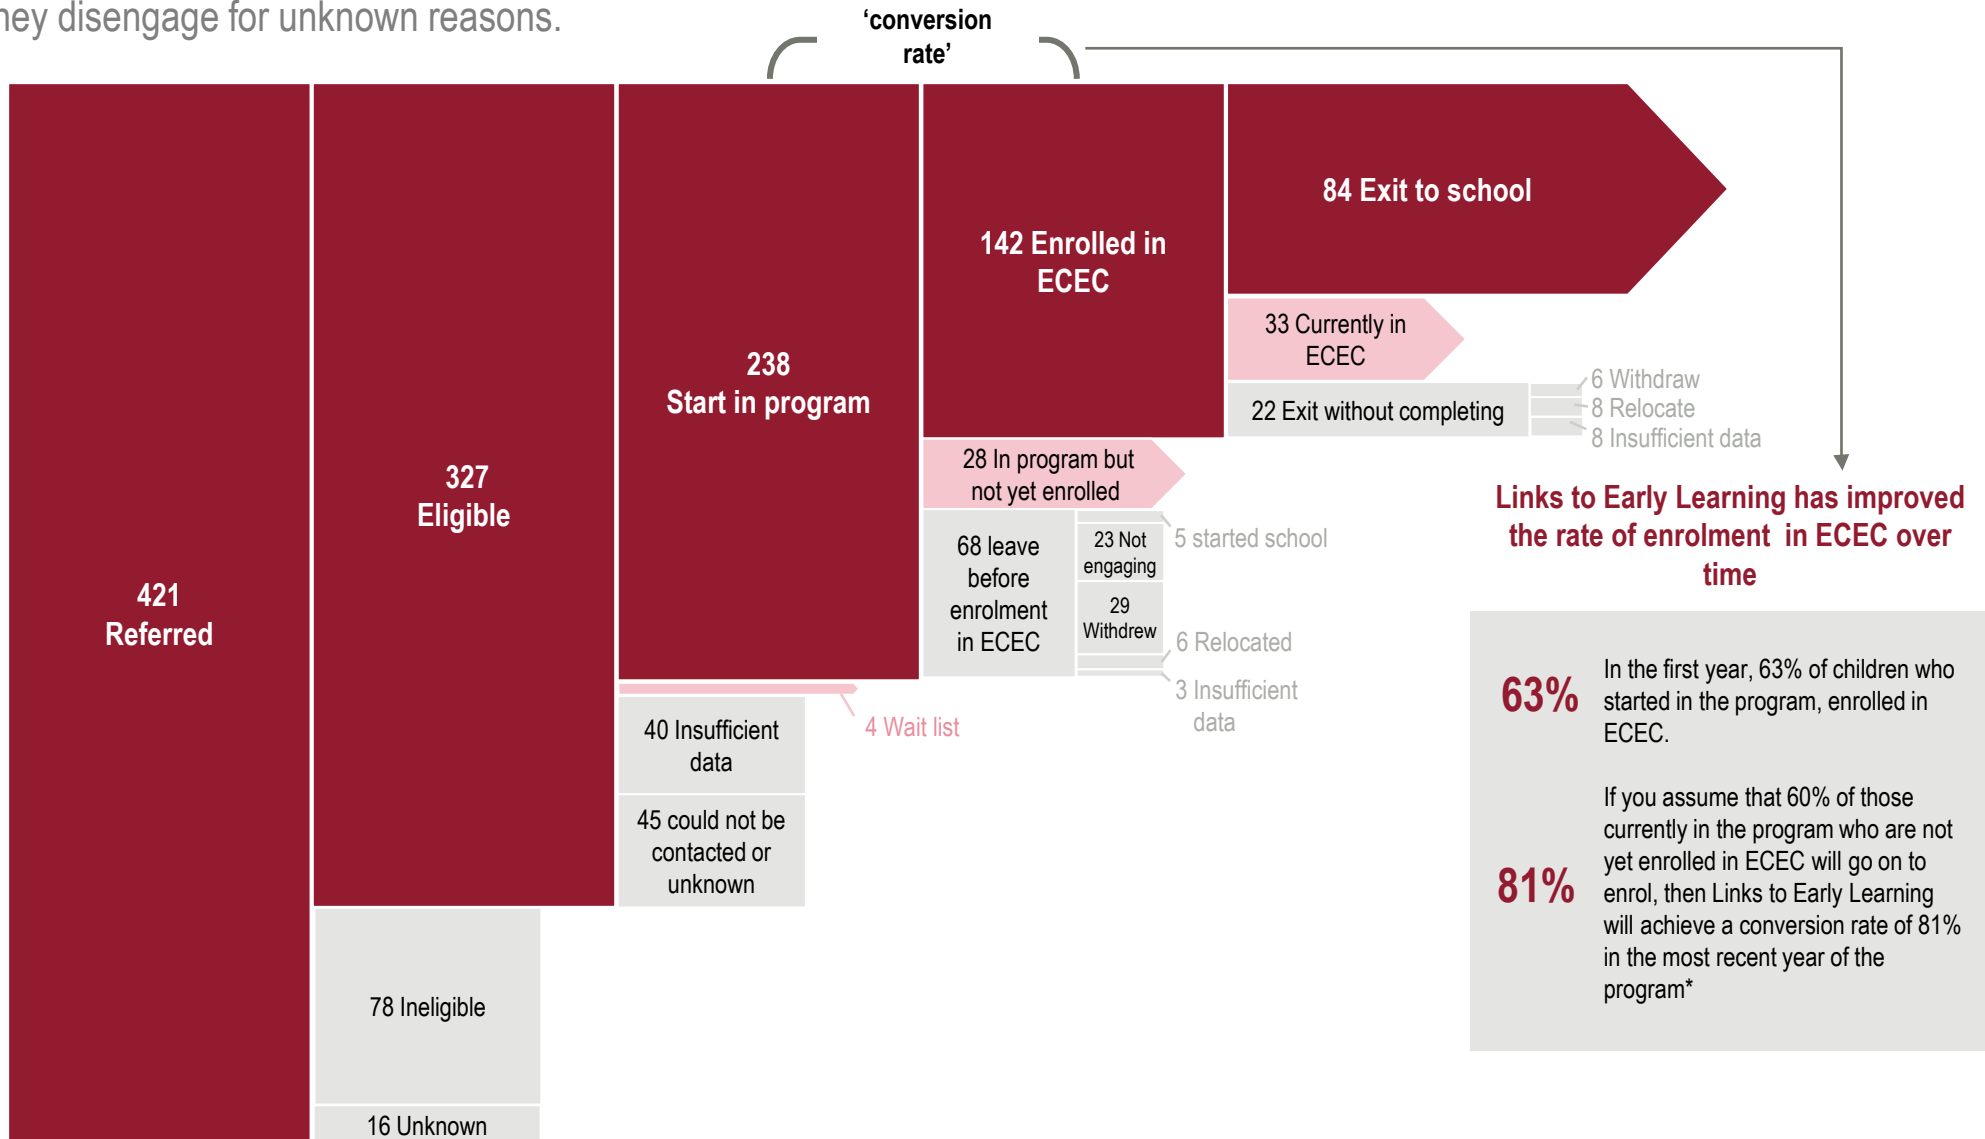 hey disengage for unknown reasons.
‘conversion
rate’
421
Referred
327
Eligible
78 Ineligible
16 Unknown
238
Start in program
4 Wait list
40 Insufficient
data
45 could not be
contacted or
unknown
142 Enrolled in
ECEC
28 In program but
not yet enrolled
68 leave
before
enrolment
in ECEC
5 started school
23 Not
engaging
29
Withdrew
6 Relocated
3 Insufficient
data
84 Exit to school
33 Currently in
ECEC
22 Exit without completing
6 Withdraw
8 Relocate
8 Insufficient data
Links to Early Learning has improved
the rate of enrolment in ECEC over
time
63%
In the first year, 63% of children who
started in the program, enrolled in
ECEC.
81%
If you assume that 60% of those
currently in the program who are not
yet enrolled in ECEC will go on to
enrol, then Links to Early Learning
will achieve a conversion rate of 81%
in the most recent year of the
program*